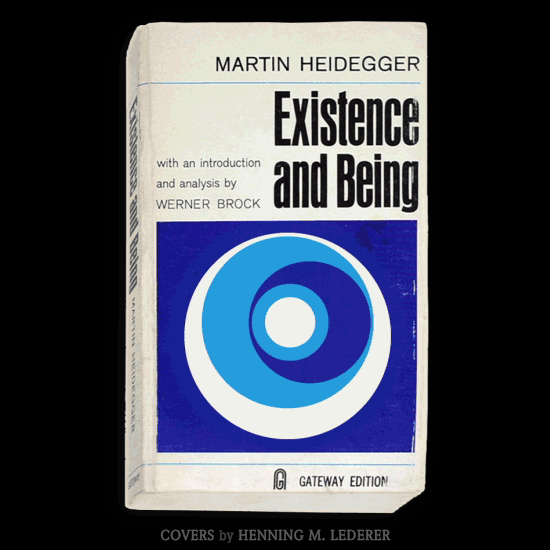 MARTIN HEIDEGGER
Existence
and Being
with an introduction
and analysis by
WERNER BROCK
Existence and Being
MARTIN HEIDEGGER
G GATEWAY EDITION
COVERS by HENNING M. LEDERER